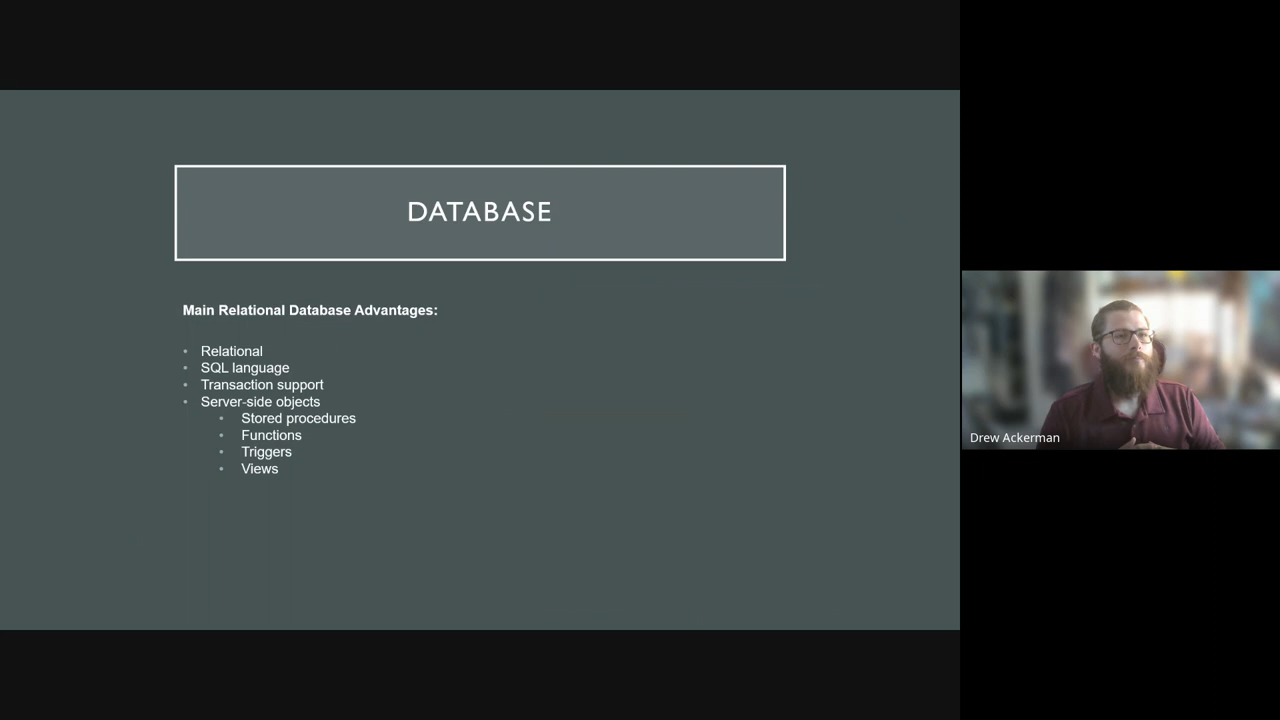 DATABASE
Main Relational Database Advantages:
• Relational
• SQL language
• Transaction support
• Server-side objects
• Stored procedures
• Functions
• Triggers
• Views
Drew Ackerman